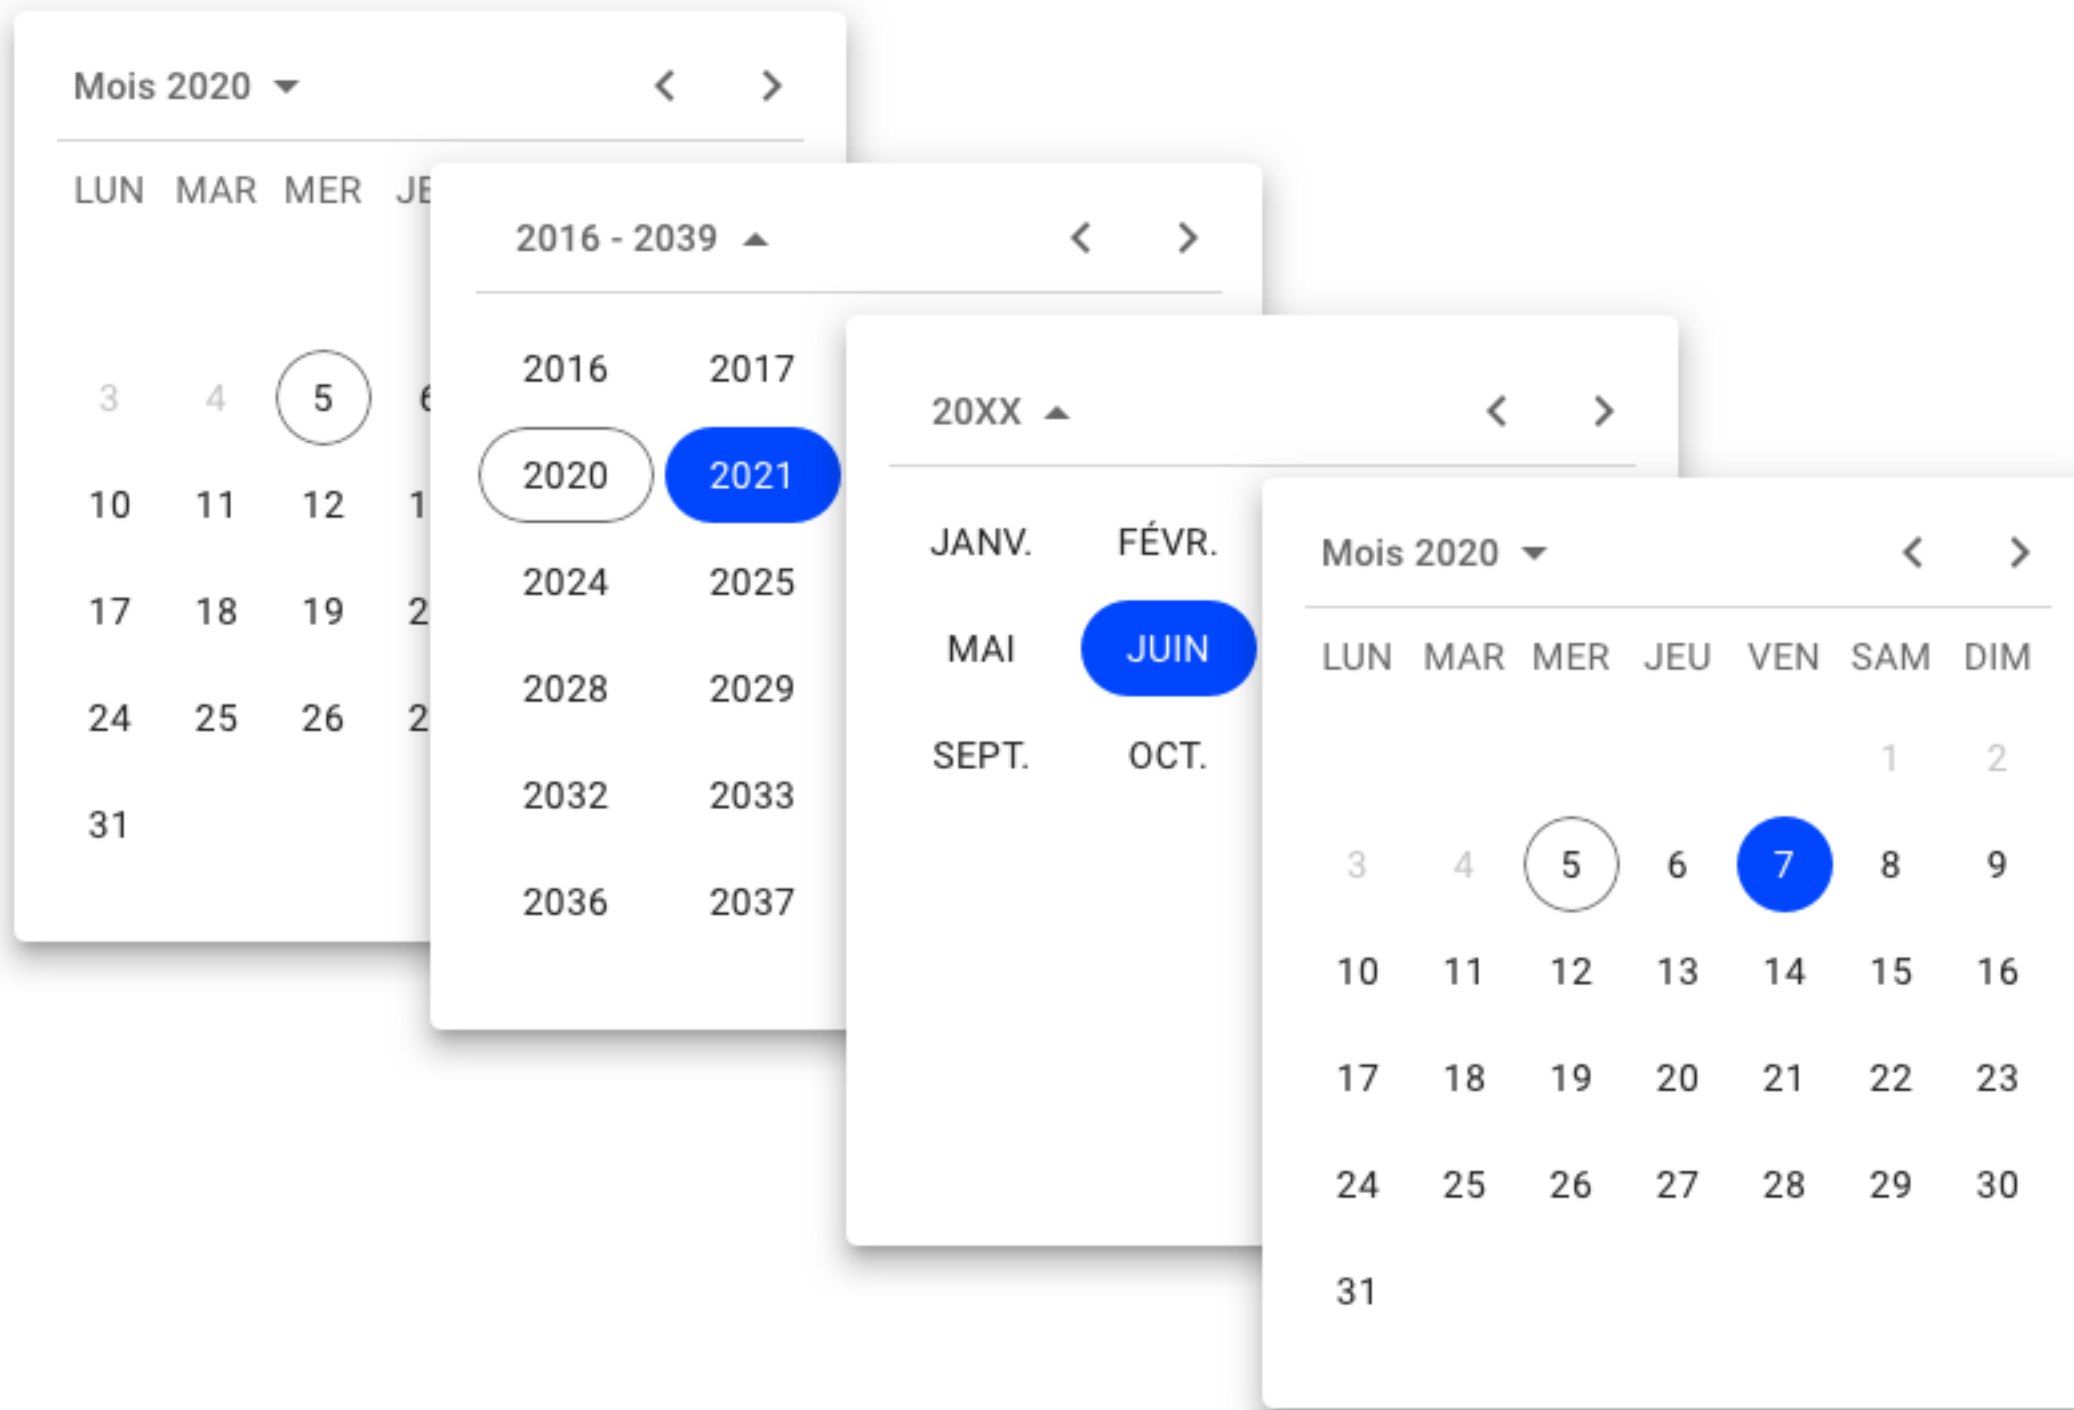 Mois 2020
LUN MAR MER
3 4 5
10 11 12
17 18 19
24 25 26
31
2016 - 2039
2016 2017
2020 2021
2024 2025
2028 2029
2032 2033
2036 2037
20XX
JANV. FÉVR.
MAI JUIN
SEPT. OCT.
Mois 2020
LUN MAR MER JEU VEN SAM DIM
1 2
3 4 5 6 7 8 9
10 11 12 13 14 15 16
17 18 19 20 21 22 23
24 25 26 27 28 29 30
31